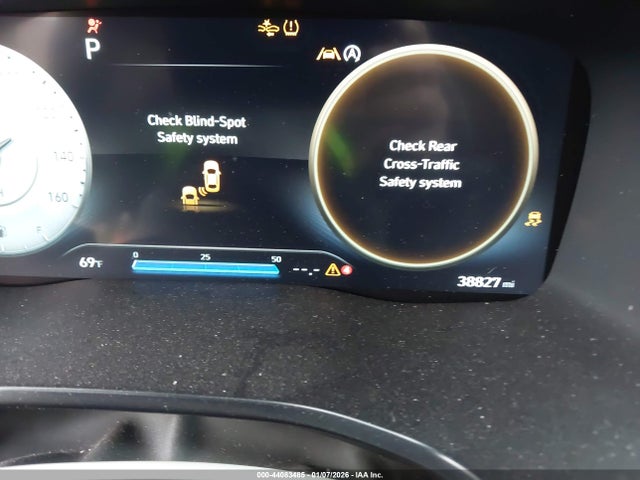 P
Check Blind-Spot
Safety system
Check Rear
Cross-Traffic
Safety system
140
160
F
69°F
0 25 50
--.-
38827 mi
000-44083465 | 01/07/2026 - © IAA Inc.